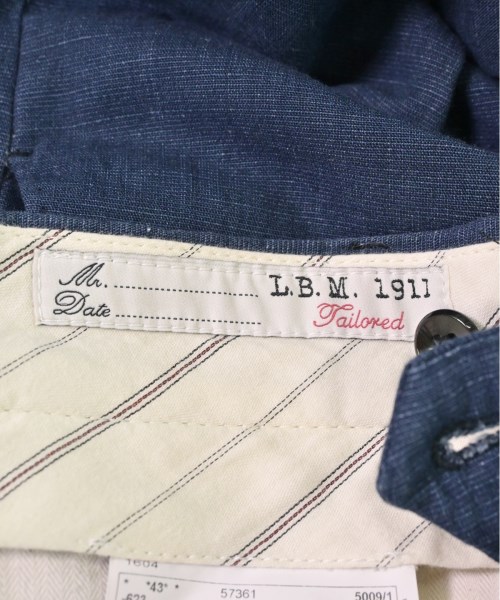 Mr. .......................... L.B.M. 1911
Date .......................... Tailored
1604
* *43* 57361 5009/1